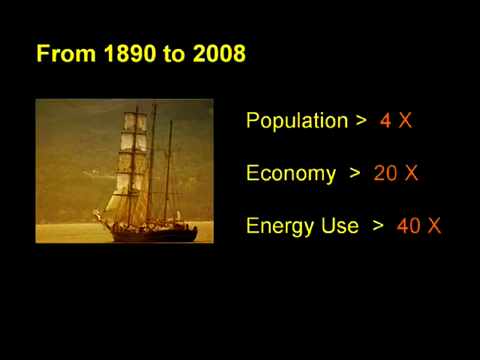 From 1890 to 2008
Population > 4 X
Economy > 20 X
Energy Use > 40 X